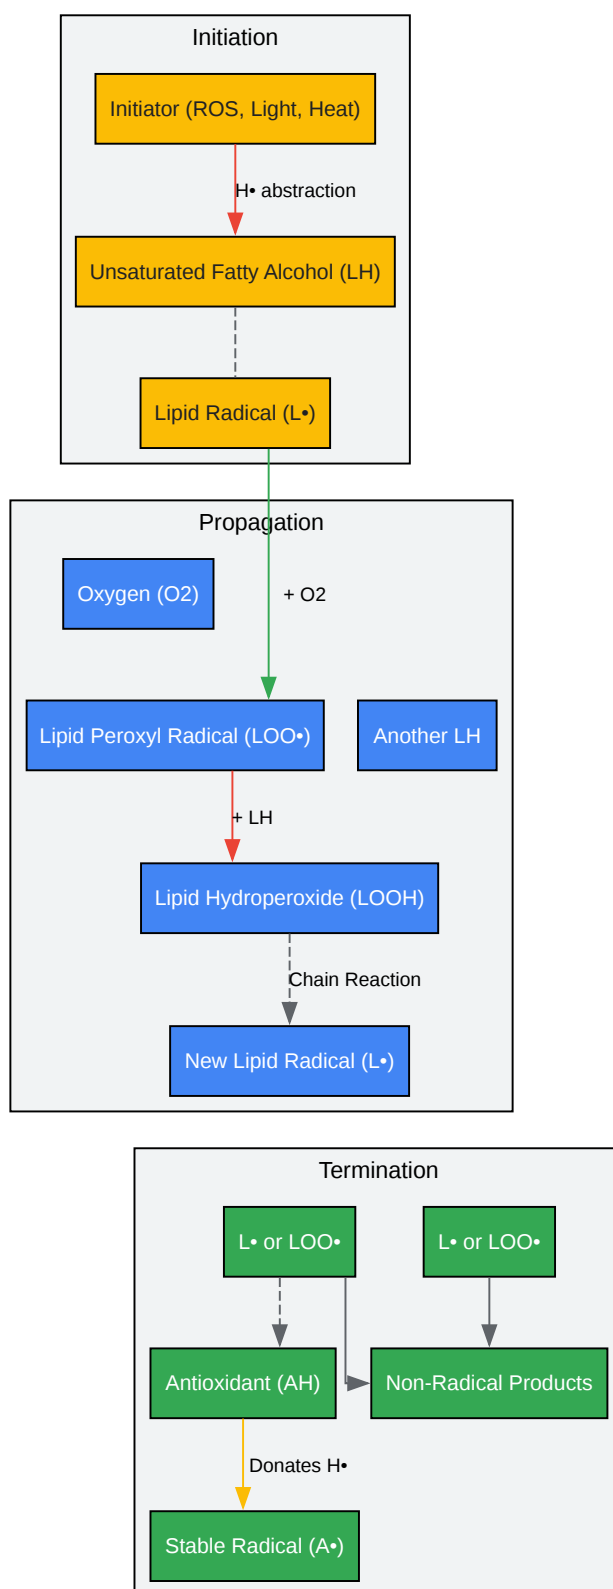 Initiation
Initiator (ROS, Light, Heat)
H• abstraction
Unsaturated Fatty Alcohol (LH)
Lipid Radical (L•)
Propagation
Oxygen (O2)
+ O2
Lipid Peroxyl Radical (LOO•)
Another LH
+ LH
Lipid Hydroperoxide (LOOH)
Chain Reaction
New Lipid Radical (L•)
Termination
L• or LOO•
L• or LOO•
Antioxidant (AH)
Non-Radical Products
Donates H•
Stable Radical (A•)